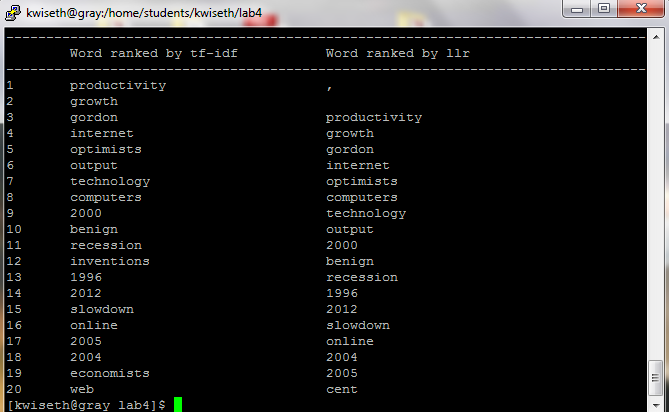 kwiseth@gray:/home/students/kwiseth/lab4
--------------------------------------------------------------------------------
Word ranked by tf-idf Word ranked by llr
--------------------------------------------------------------------------------
1 productivity ,
2 growth
3 gordon productivity
4 internet growth
5 optimists gordon
6 output internet
7 technology optimists
8 computers computers
9 2000 technology
10 benign output
11 recession 2000
12 inventions benign
13 1996 recession
14 2012 1996
15 slowdown 2012
16 online slowdown
17 2005 online
18 2004 2004
19 economists 2005
20 web cent
[kwiseth@gray lab4]$